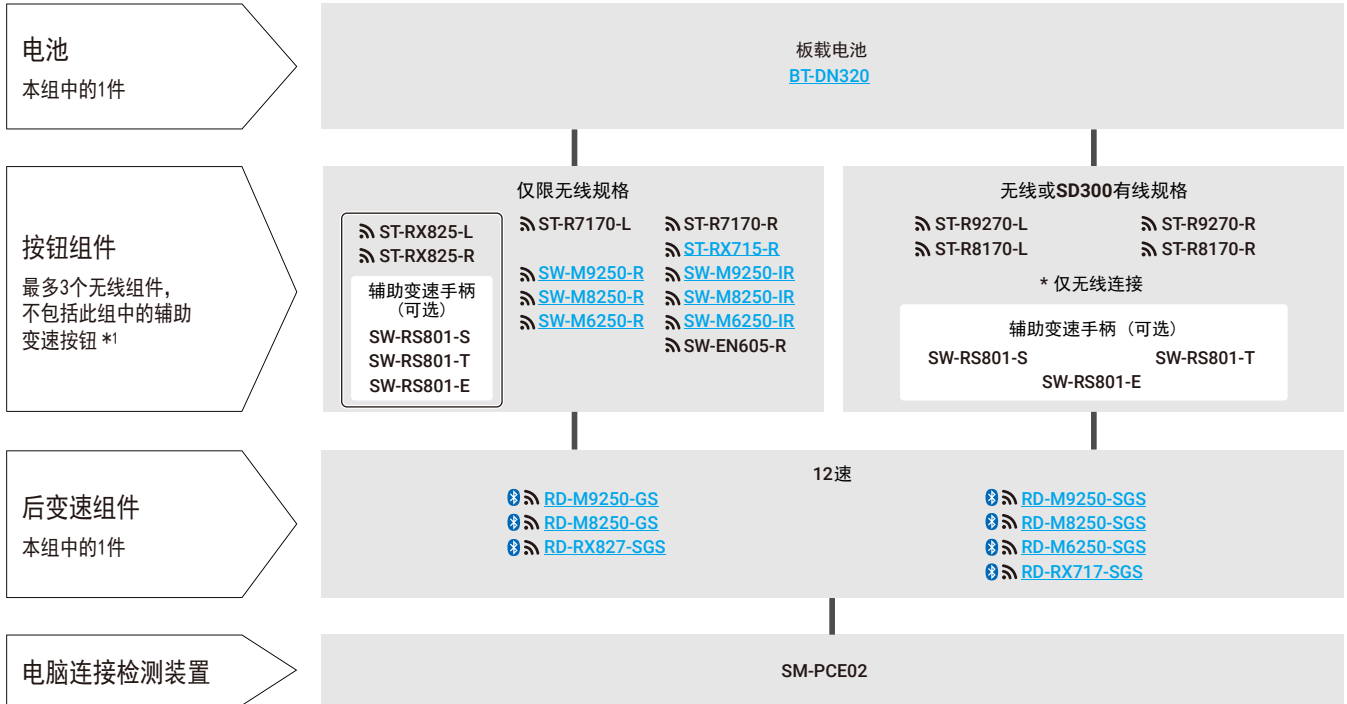 电池
本组中的1件
板载电池
BT-DN320
按钮组件
最多3个无线组件,
不包括此组中的辅助
变速按钮 *1
仅限无线规格
ST-RX825-L
ST-RX825-R
辅助变速手柄
（可选）
SW-RS801-S
SW-RS801-T
SW-RS801-E
ST-R7170-L ST-R7170-R
ST-RX715-R
SW-M9250-R SW-M9250-IR
SW-M8250-R SW-M8250-IR
SW-M6250-R SW-M6250-IR
SW-EN605-R
无线或SD300有线规格
ST-R9270-L ST-R9270-R
ST-R8170-L ST-R8170-R
* 仅无线连接
辅助变速手柄（可选）
SW-RS801-S SW-RS801-T
SW-RS801-E
后变速组件
本组中的1件
12速
RD-M9250-GS RD-M9250-SGS
RD-M8250-GS RD-M8250-SGS
RD-RX827-SGS RD-M6250-SGS
RD-RX717-SGS
电脑连接检测装置
SM-PCE02